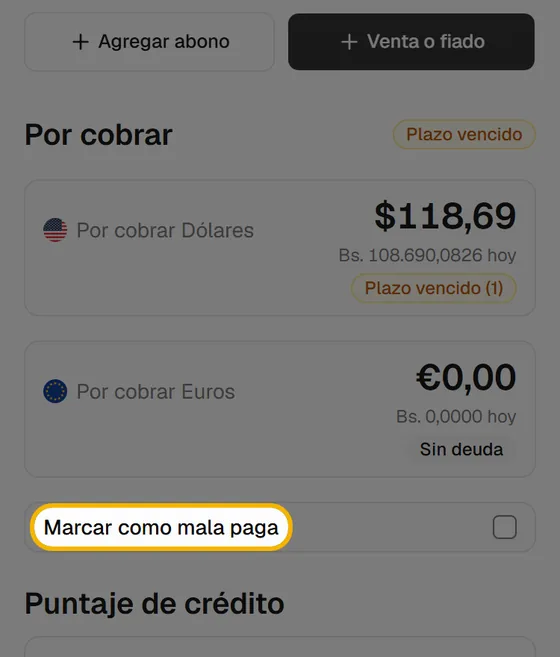 + Agregar abono
+ Venta o fiado
Por cobrar
Plazo vencido
Por cobrar Dólares
$118,69
Bs. 108.690,0826 hoy
Plazo vencido (1)
Por cobrar Euros
€0,00
Bs. 0,0000 hoy
Sin deuda
Marcar como mala paga
Puntaje de crédito